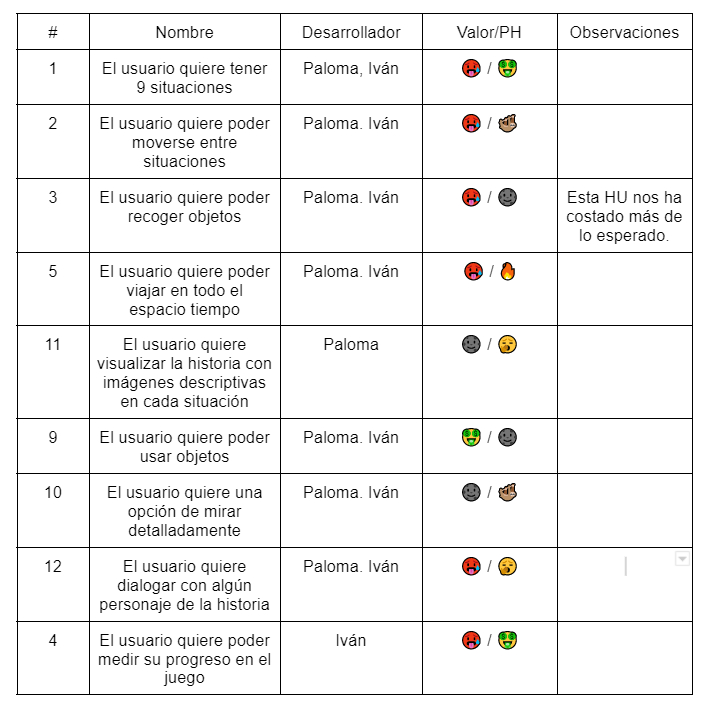 # Nombre Desarrollador Valor/PH Observaciones
1 El usuario quiere tener Paloma, Iván 🥵 / 🤑
9 situaciones
2 El usuario quiere poder Paloma. Iván 🥵 / 🤏🏽
moverse entre
situaciones
3 El usuario quiere poder Paloma. Iván 🥵 / 🌚 Esta HU nos ha
recoger objetos costado más de
lo esperado.
5 El usuario quiere poder Paloma. Iván 🥵 / 🔥
viajar en todo el
espacio tiempo
11 El usuario quiere Paloma 🌚 / 🥱
visualizar la historia con
imágenes descriptivas
en cada situación
9 El usuario quiere poder Paloma. Iván 🤑 / 🌚
usar objetos
10 El usuario quiere una Paloma. Iván 🌚 / 🤏🏽
opción de mirar
detalladamente
12 El usuario quiere Paloma. Iván 🥵 / 🥱
dialogar con algún
personaje de la historia
4 El usuario quiere poder Iván 🥵 / 🤑
medir su progreso en el
juego